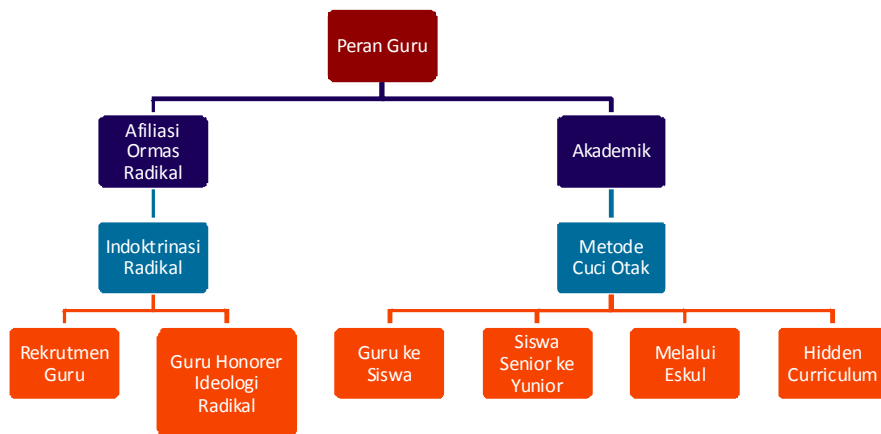 Peran Guru
Afiliasi
Ormas
Radikal
Akademik
Indoktrinasi
Radikal
Metode
Cuci Otak
Rekrutmen
Guru
Guru Honorer
Ideologi
Radikal
Guru ke
Siswa
Siswa
Senior ke
Yunior
Melalui
Eskul
Hidden
Curriculum